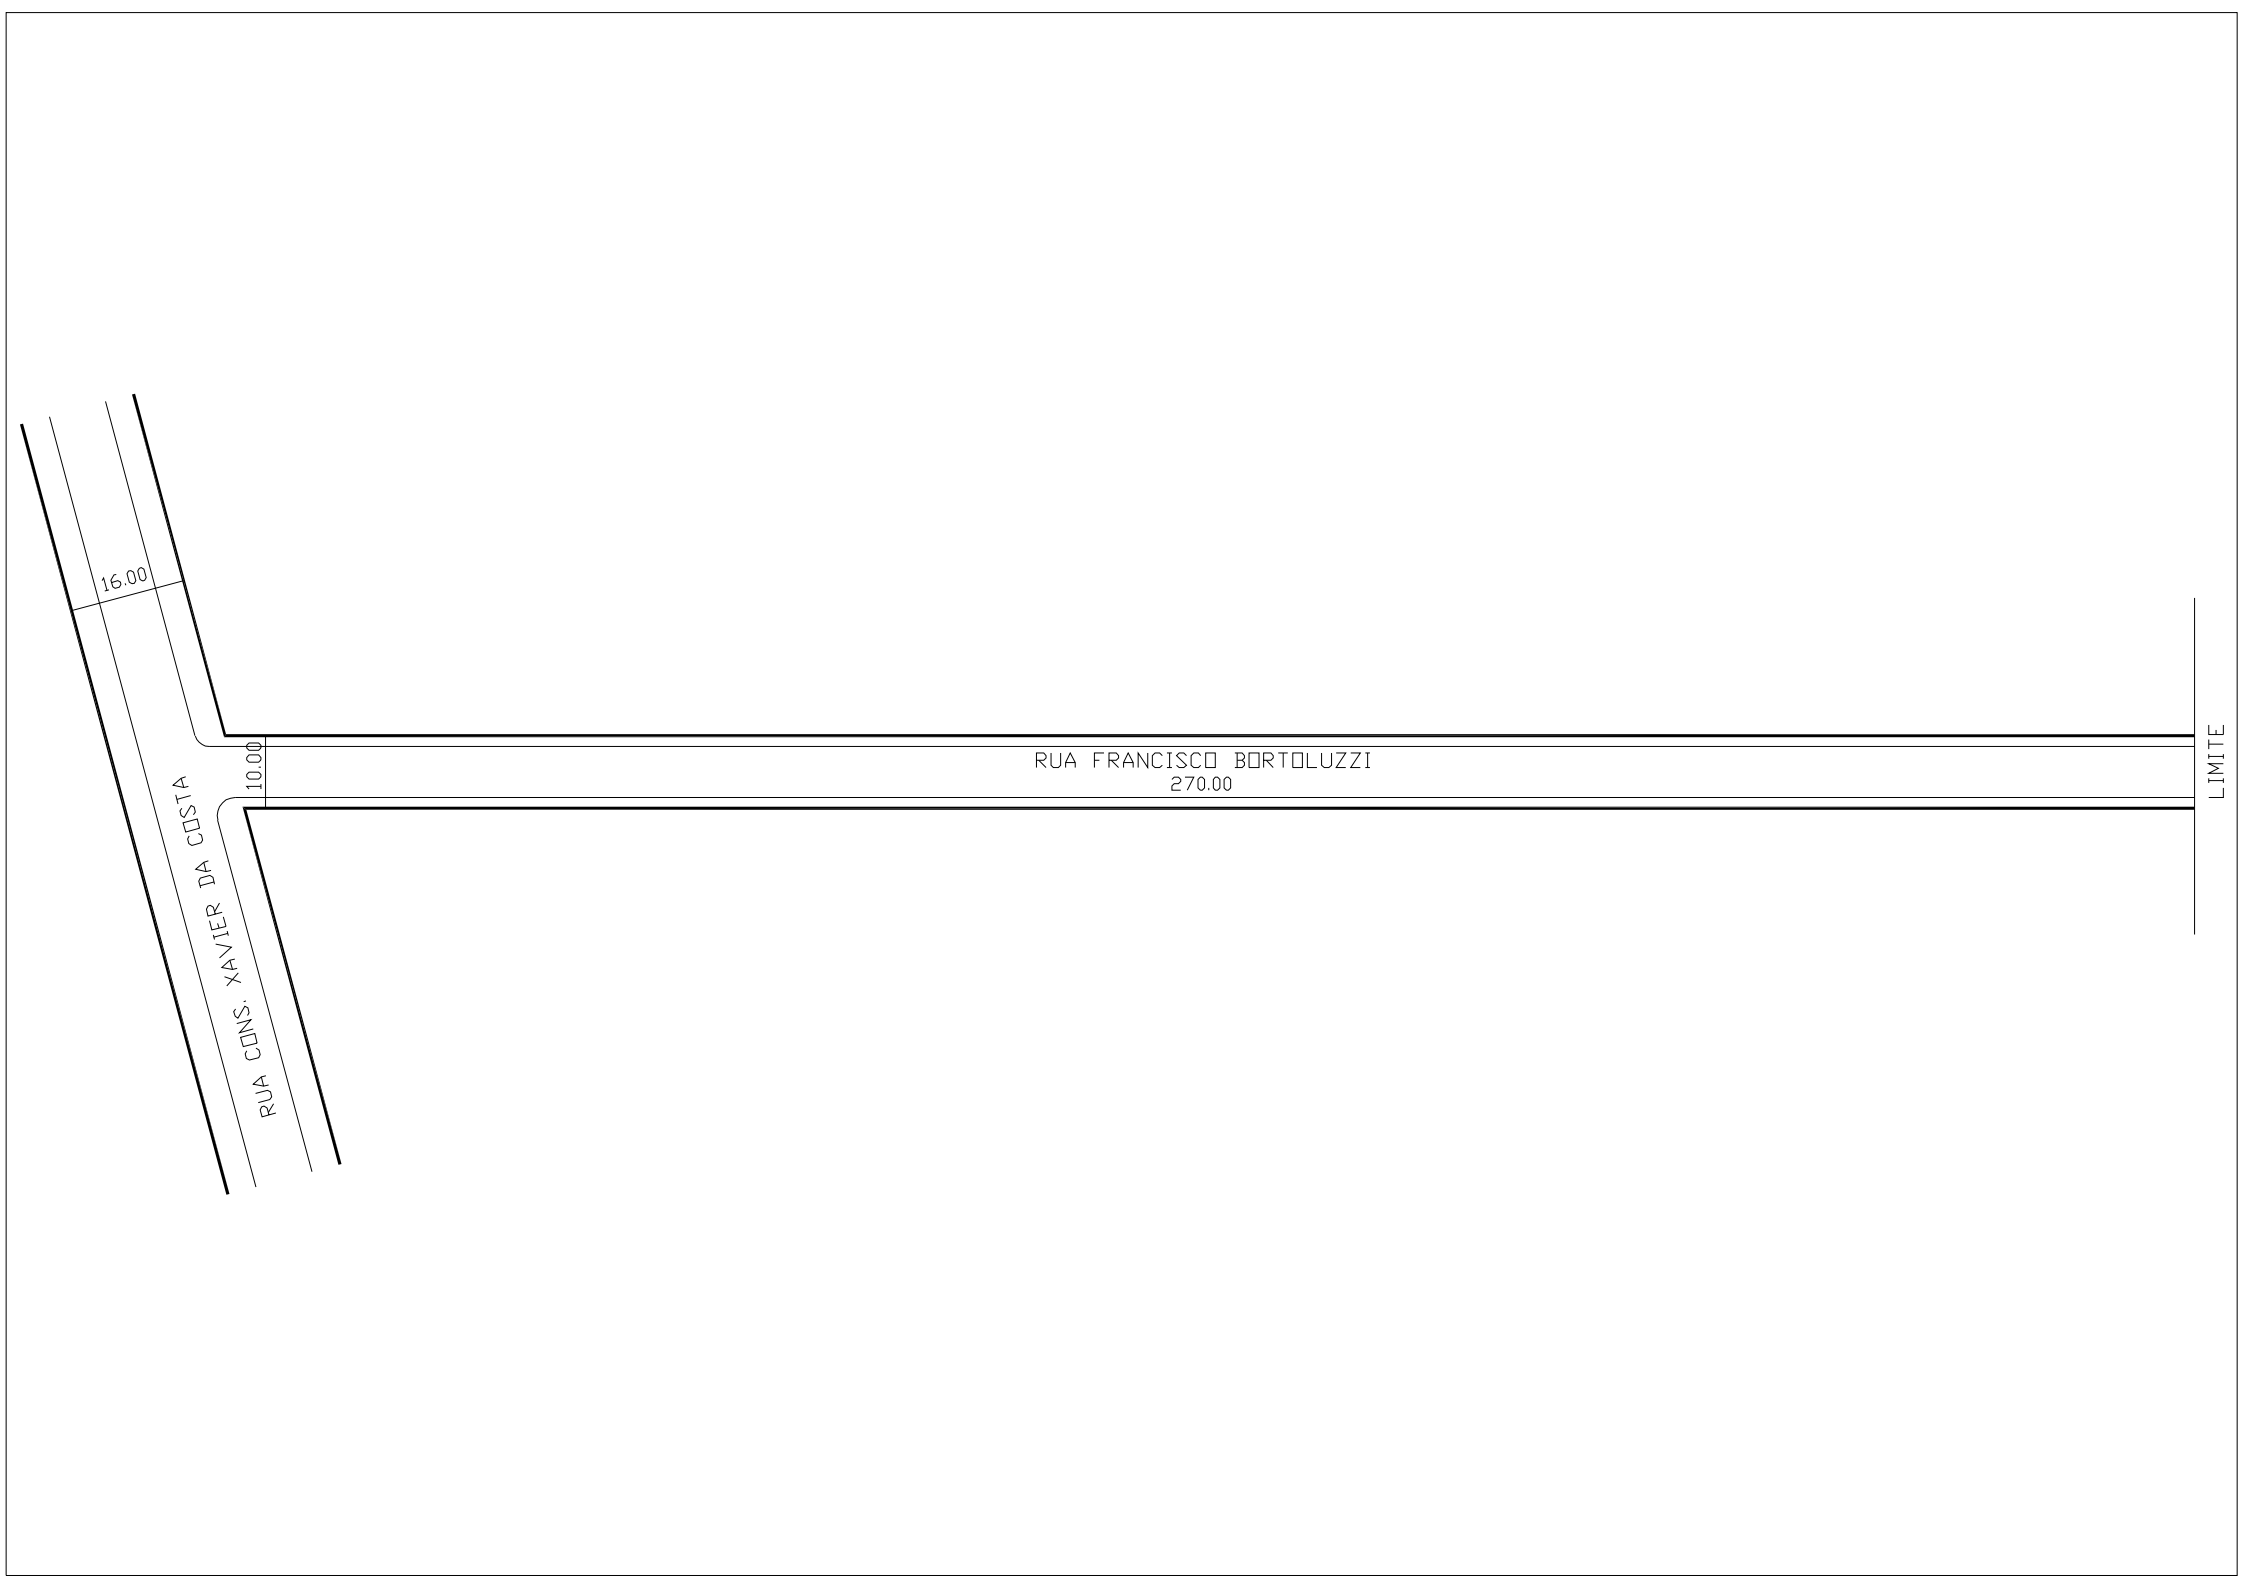 16.00
10.00
RUA FRANCISCO BORTOLUZZI
270.00
LIMITE
RUA CONS. XAVIER DA COSTA